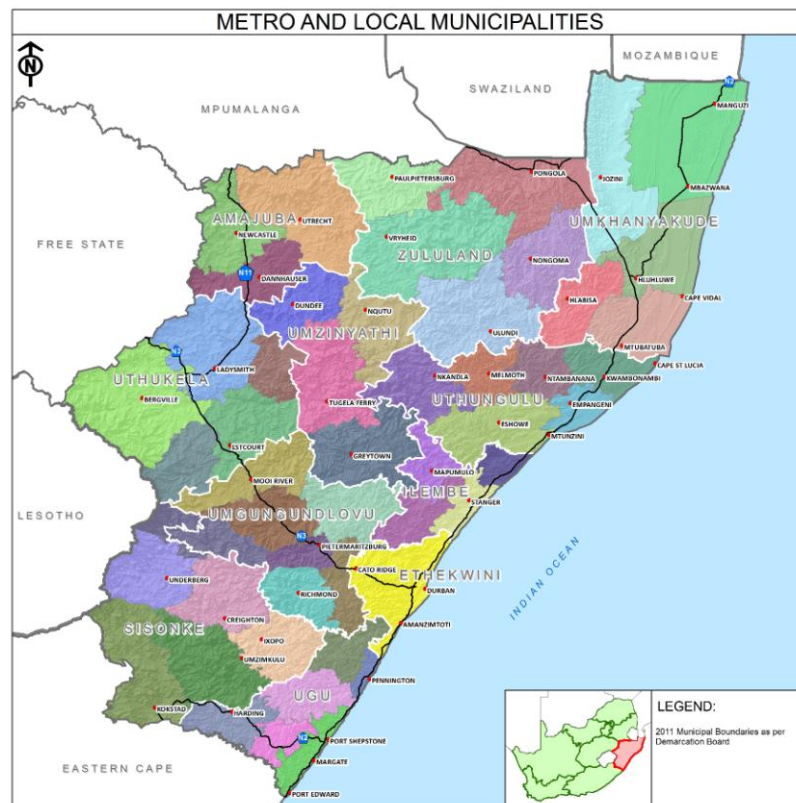 METRO AND LOCAL MUNICIPALITIES
N
MOZAMBIQUE
SWAZILAND
N2
MANGUZI
MPUMALANGA
PONGOLA
PAULPIETERSBURG
JOZINI
MBAZWANA
AMAJUBA
UTRECHT
UMKHANYAKUDE
NEWCASTLE
VRYHEID
FREE STATE
ZULULAND
NONGOMA
N11
DANNHAUSER
HLUHLUWE
DUNDEE
NQUTU
HLABISA
CAPE VIDAL
UMZINYATHI
ULUNDI
MTUBATUBA
N3
LADYSMITH
CAPE ST LUCIA
UTHUKELA
NKANDLA
MELMOTH
NTAMBANANA
KWAMBONAMBI
BERGVILLE
TUGELA FERRY
UTHUNGULU
EMPANGENI
ESHOWE
MTUNZINI
ESTCOURT
GREYTOWN
MAPUMULO
MOOI RIVER
ILEMBE
STANGER
LESOTHO
UMGUNGUNDLOVU
N3
PIETERMARITZBURG
CATO RIDGE
ETHEKWINI
INDIAN OCEAN
UNDERBERG
RICHMOND
DURBAN
CREIGHTON
AMANZIMTOTI
SISONKE
IXOPO
UMZIMKULU
PENNINGTON
UGU
KOKSTAD
HARDING
N2
PORT SHEPSTONE
MARGATE
EASTERN CAPE
PORT EDWARD
LEGEND:
2011 Municipal Boundaries as per
Demarcation Board